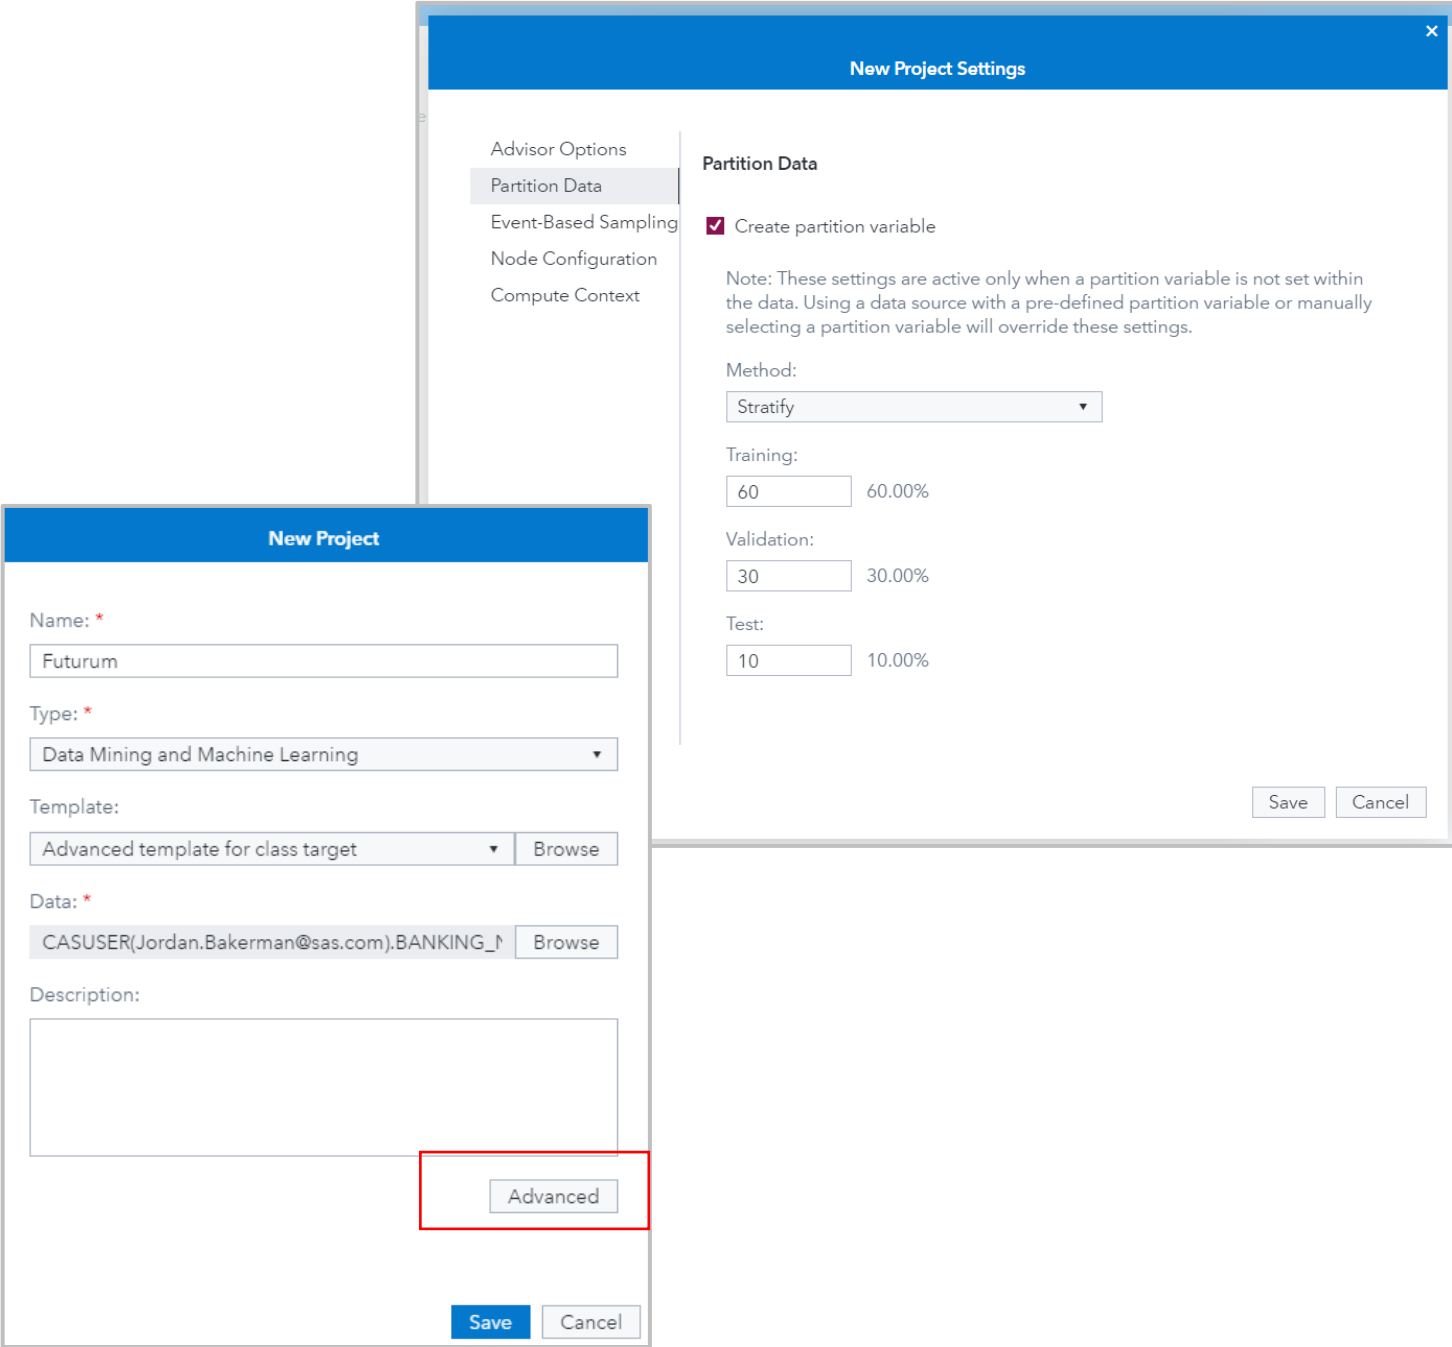 New Project Settings
Advisor Options
Partition Data
Event-Based Sampling
Node Configuration
Compute Context
Partition Data
Create partition variable
Note: These settings are active only when a partition variable is not set within
the data. Using a data source with a pre-defined partition variable or manually
selecting a partition variable will override these settings.
Method:
Stratify
Training:
60 60.00%
Validation:
30 30.00%
Test:
10 10.00%
Save Cancel
New Project
Name: *
Futurum
Type: *
Data Mining and Machine Learning
Template:
Advanced template for class target Browse
Data: *
CASUSER(Jordan.Bakerman@sas.com).BANKING_ Browse
Description:
Advanced
Save Cancel